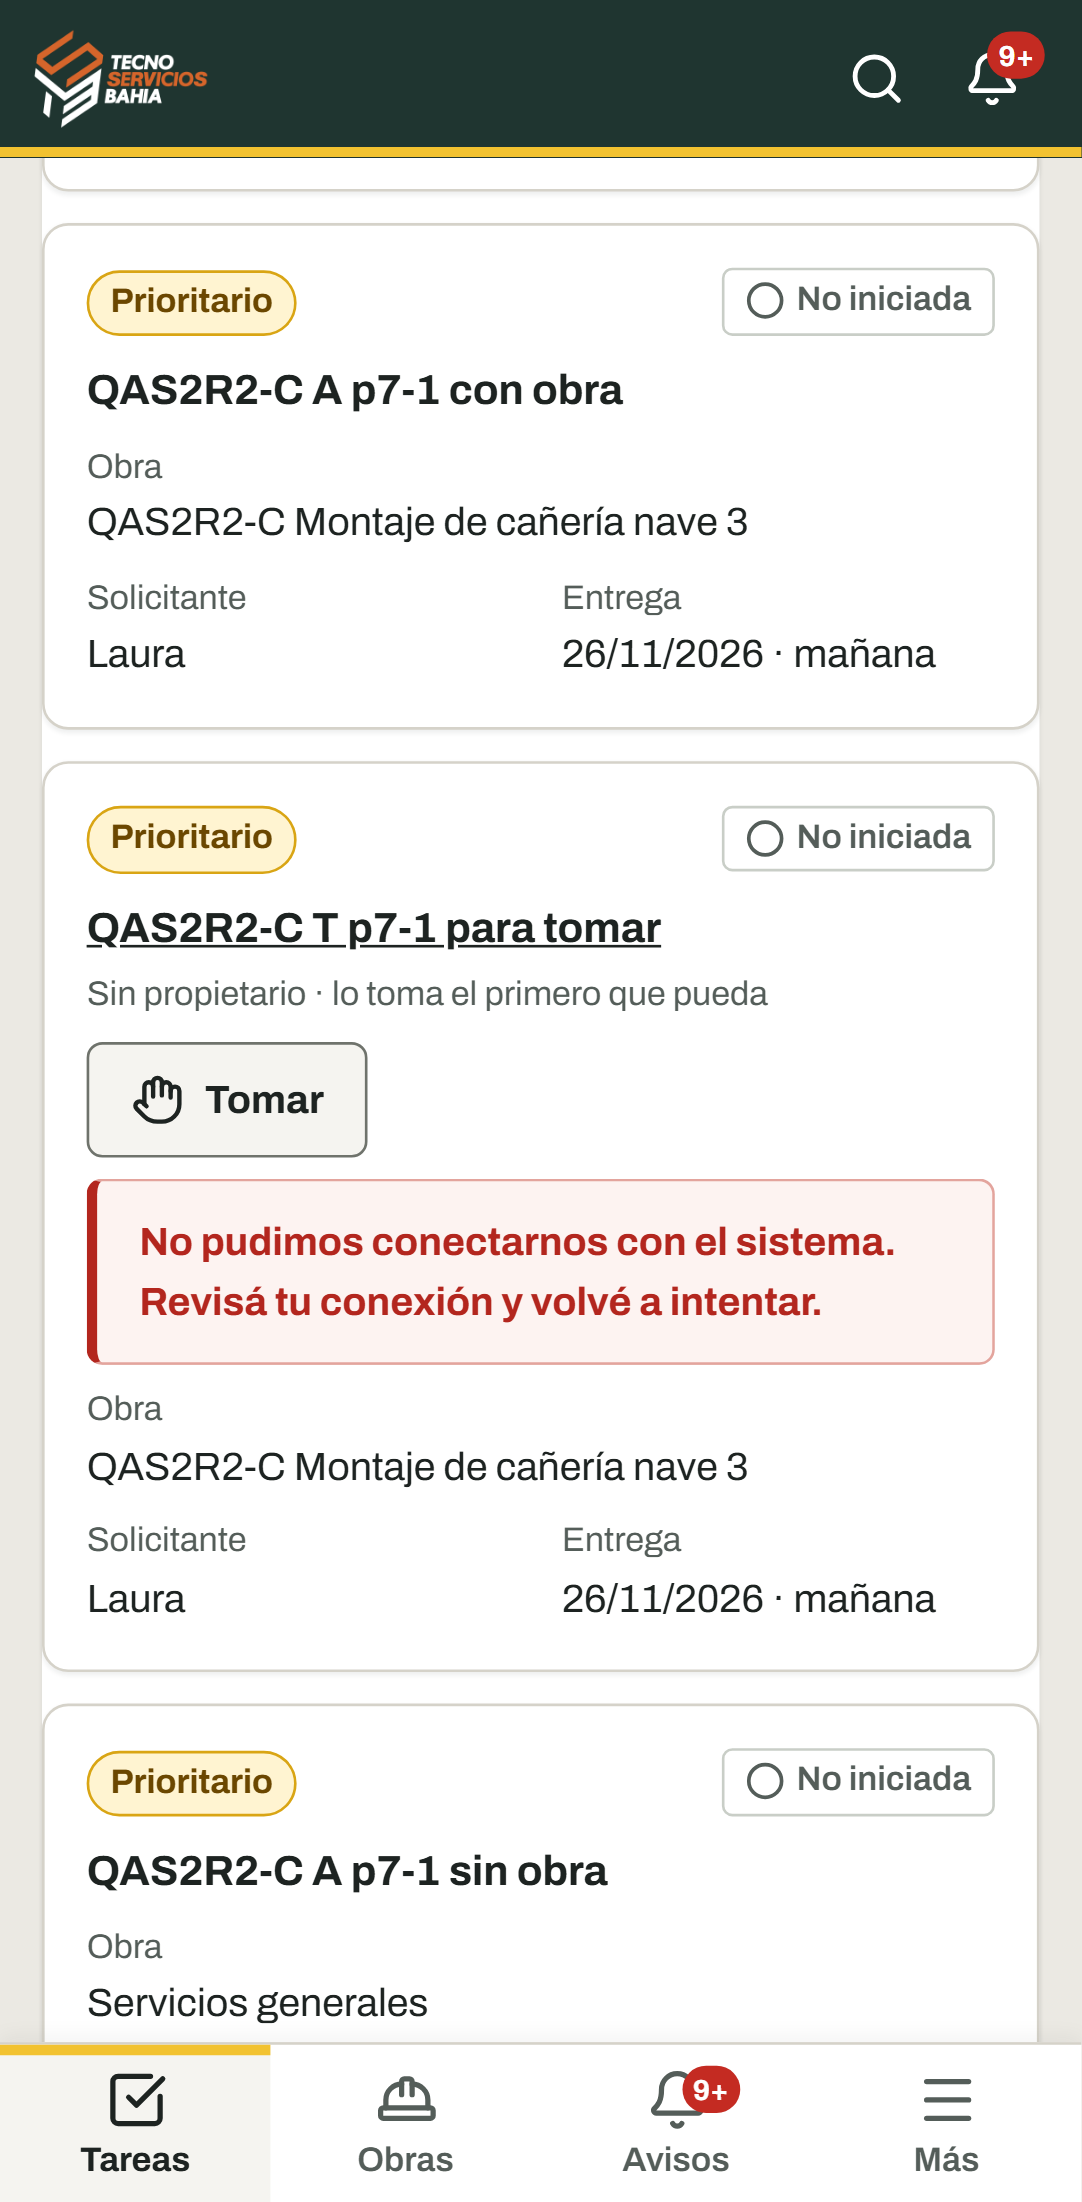 TECNO
SERVICIOS
BAHIA
9+
Prioritario
No iniciada
QAS2R2-C A p7-1 con obra
Obra
QAS2R2-C Montaje de cañería nave 3
Solicitante
Entrega
Laura
26/11/2026 · mañana
Prioritario
No iniciada
QAS2R2-C T p7-1 para tomar
Sin propietario · lo toma el primero que pueda
Tomar
No pudimos conectarnos con el sistema.
Revisá tu conexión y volvé a intentar.
Obra
QAS2R2-C Montaje de cañería nave 3
Solicitante
Entrega
Laura
26/11/2026 · mañana
Prioritario
No iniciada
QAS2R2-C A p7-1 sin obra
Obra
Servicios generales
9+
Tareas
Obras
Avisos
Más